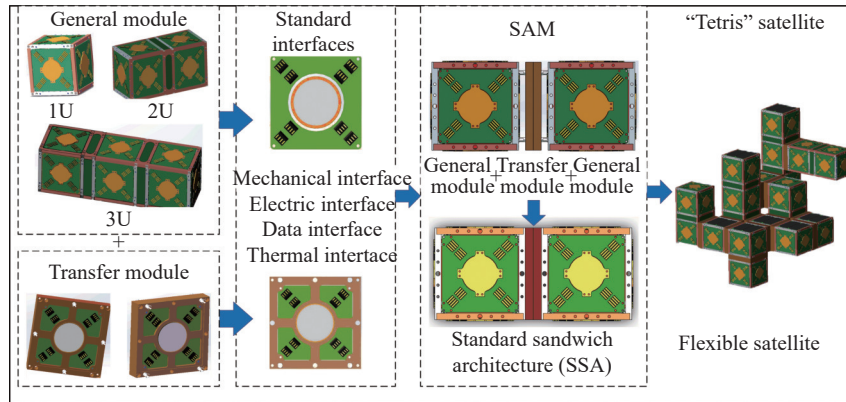 General module
1U
2U
3U
+
Transfer module
Standard
interfaces
Mechanical interface
Electric interface
Data interface
Thermal intertace
SAM
General Transfer General
module+module+module
Standard sandwich
architecture (SSA)
“Tetris” satellite
Flexible satellite